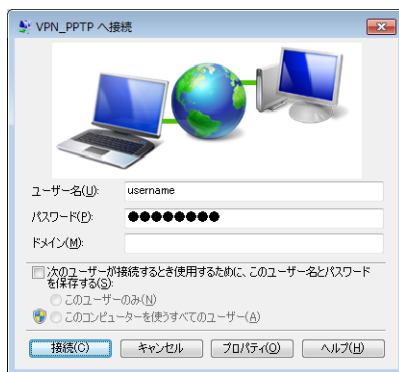 VPN_PPTP へ接続
ユーザー名(U):
username
パスワード(P):
●●●●●●●●
ドメイン(M):
次のユーザーが接続するとき使用するために、このユーザー名とパスワード
を保存する(S):
このユーザーのみ(N)
このコンピューターを使うすべてのユーザー(A)
接続(C) キャンセル プロパティ(O) ヘルプ(H)